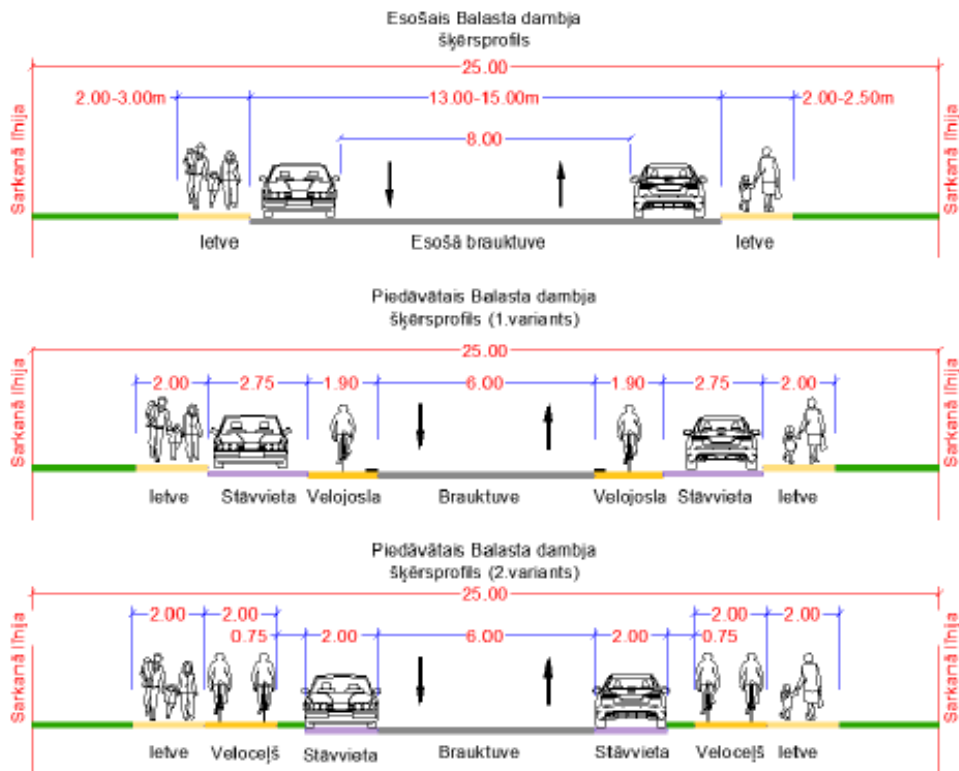 Esošais Balasta dambja
šķērsprofils
25.00
2.00-3.00m 13.00-15.00m 2.00-2.50m
8.00
Sarkanā līnija
Sarkanā līnija
Ietve Esošā brauktuve Ietve
Piedāvātais Balasta dambja
šķērsprofils (1.variants)
25.00
2.00 2.75 1.90 6.00 1.90 2.75 2.00
Sarkanā līnija
Sarkanā līnija
Ietve Stāvvieta Velojosla Brauktuve Velojosla Stāvvieta Ietve
Piedāvātais Balasta dambja
šķērsprofils (2.variants)
25.00
2.00 2.00 2.00 2.00
0.75 2.00 6.00 2.00 0.75
Sarkanā līnija
Sarkanā līnija
Ietve Veloceļš Stāvvieta Brauktuve Stāvvieta Veloceļš Ietve